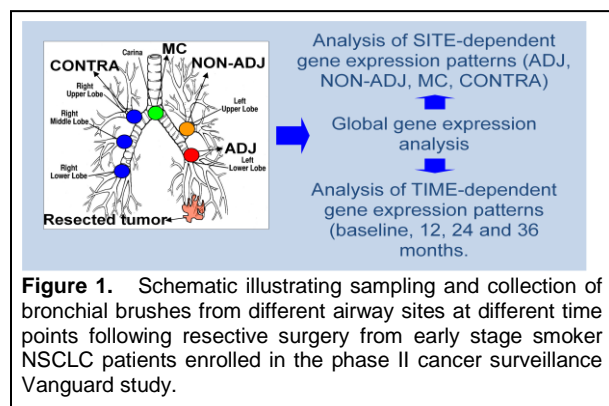 Carina
MC
CONTRA
NON-ADJ
Right
Upper Lobe
Left
Upper Lobe
Right
Middle Lobe
ADJ
Right
Lower Lobe
Left
Lower Lobe
Resected tumor
Analysis of SITE-dependent
gene expression patterns (ADJ,
NON-ADJ, MC, CONTRA)
Global gene expression
analysis
Analysis of TIME-dependent
gene expression patterns
(baseline, 12, 24 and 36
months.
Figure 1. Schematic illustrating sampling and collection of
bronchial brushes from different airway sites at different time
points following resective surgery from early stage smoker
NSCLC patients enrolled in the phase II cancer surveillance
Vanguard study.